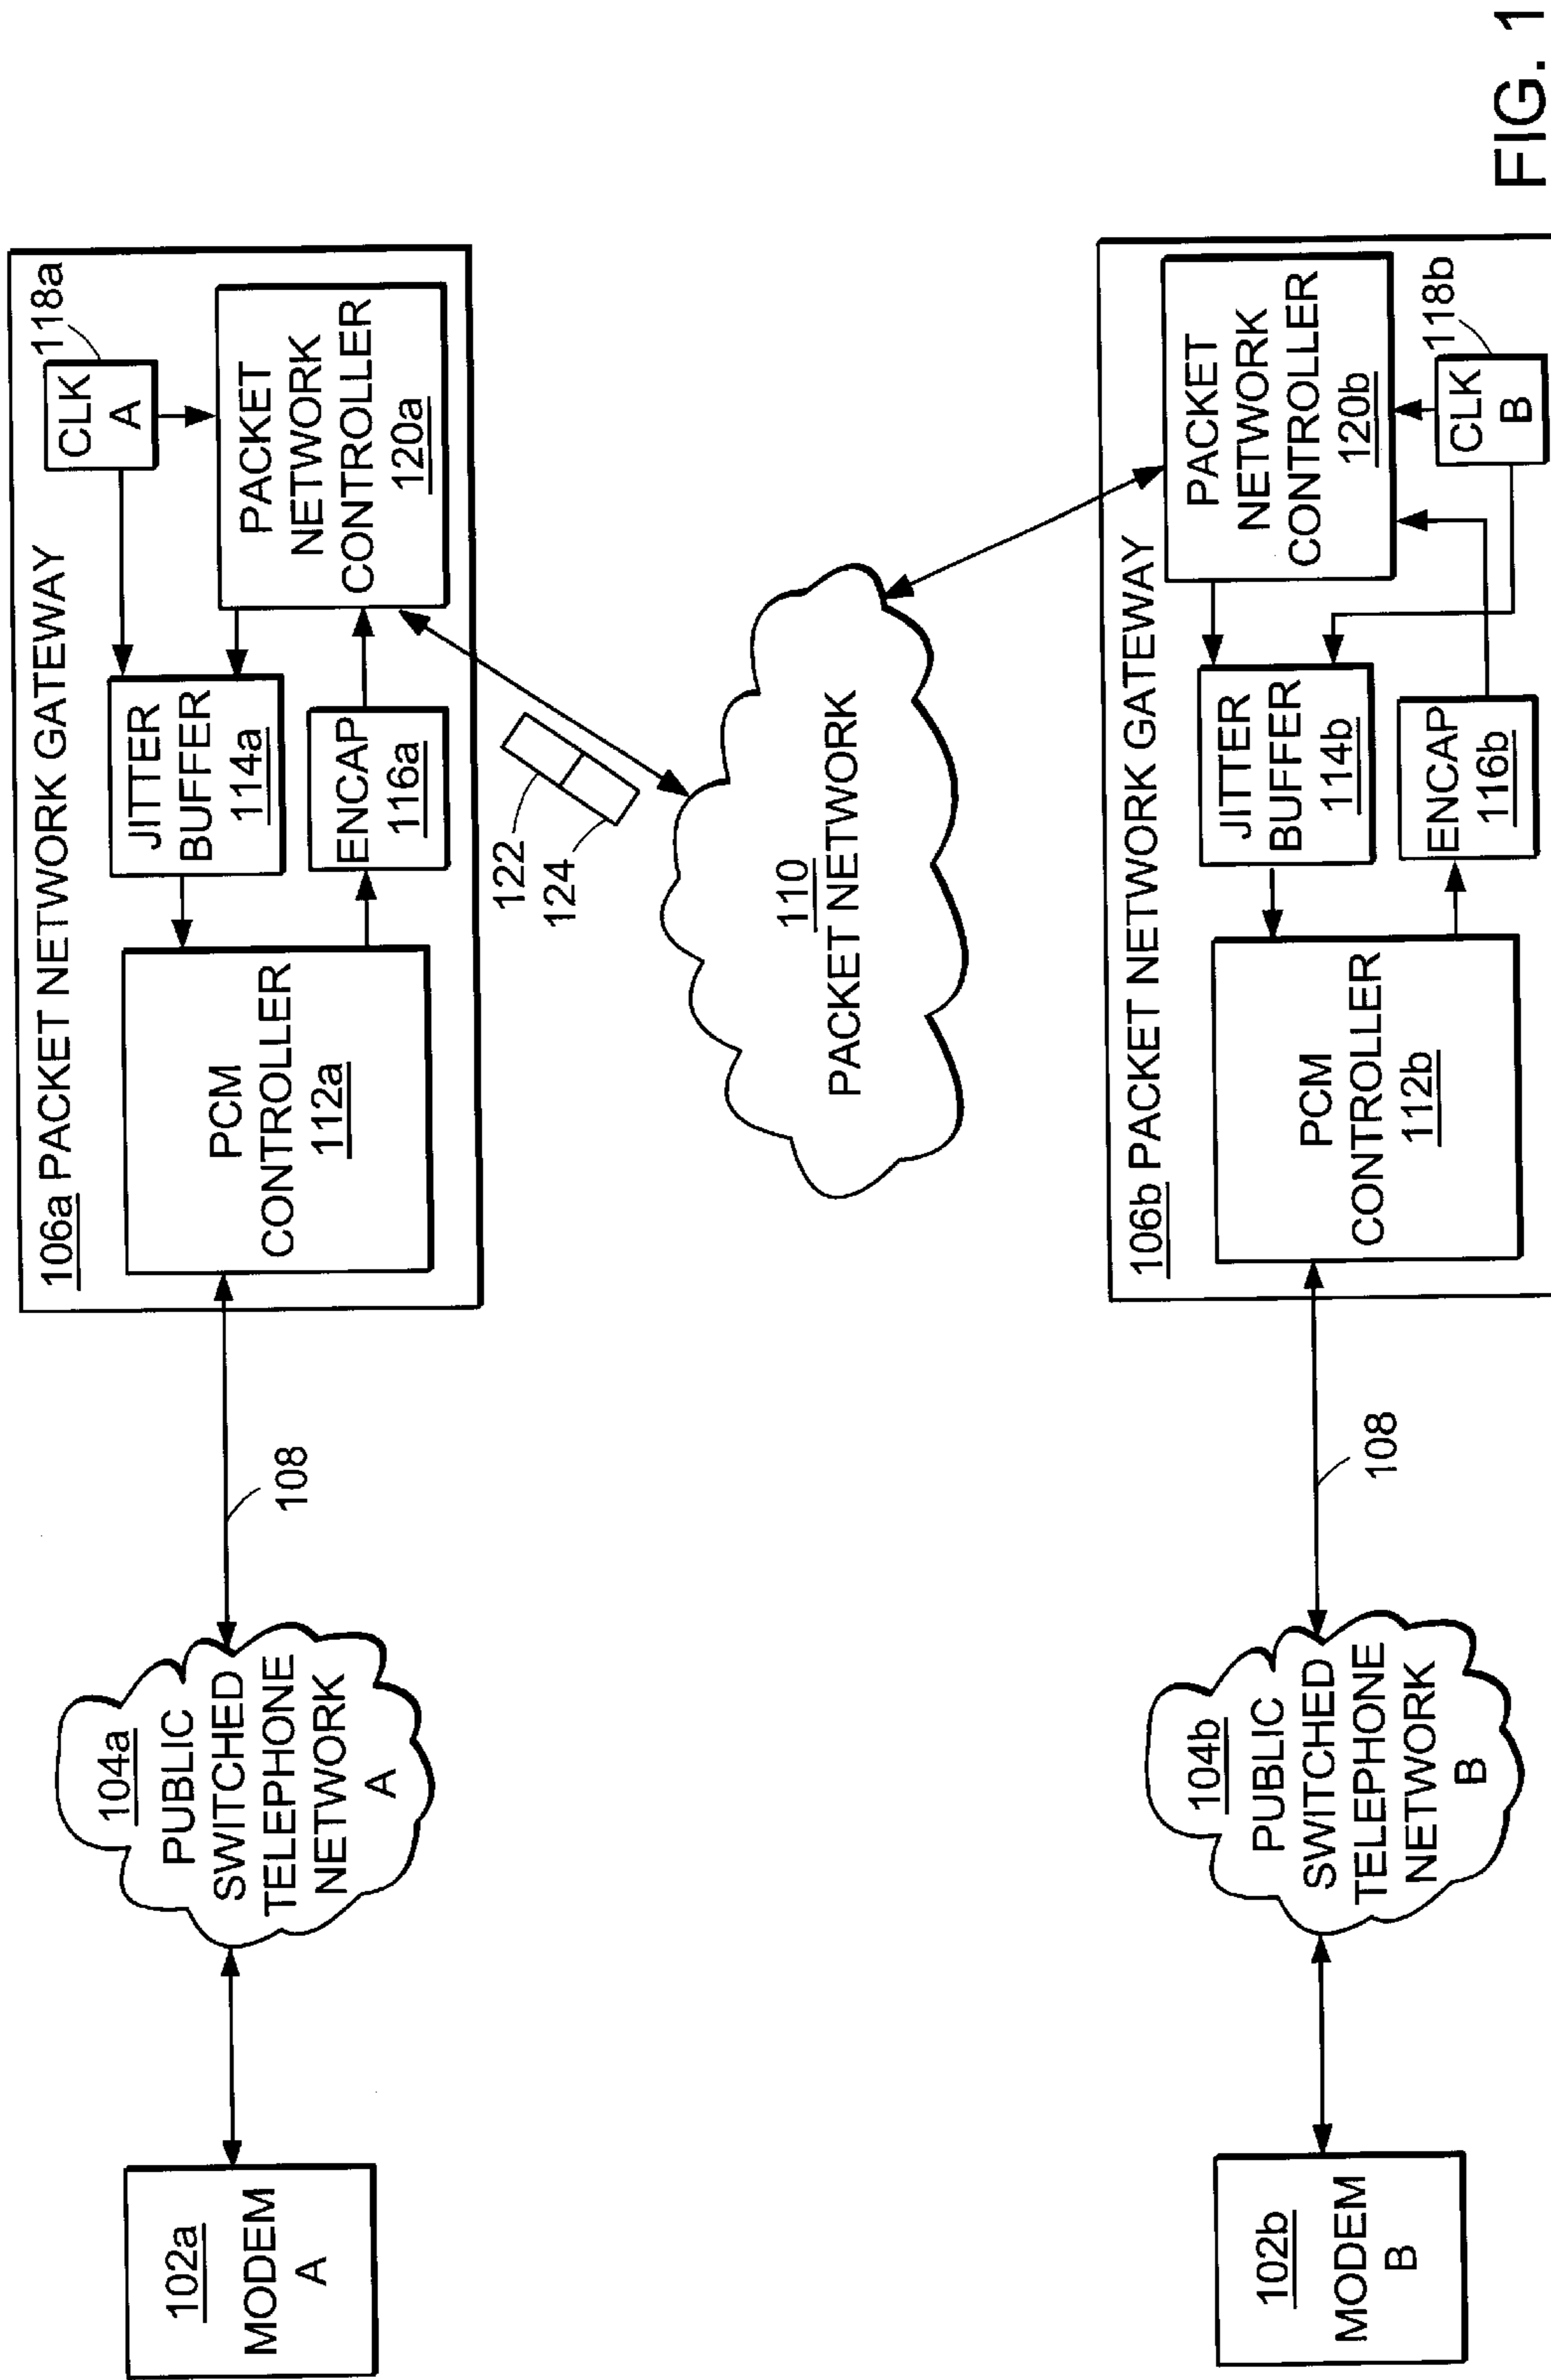 102a
MODEM
A
104a
PUBLIC
SWITCHED
TELEPHONE
NETWORK
A
108
106a PACKET NETWORK GATEWAY
PCM
CONTROLLER
112a
JITTER
BUFFER
114a
ENCAP
116a
CLK
A
118a
PACKET
NETWORK
CONTROLLER
120a
122
124
110
PACKET NETWORK
102b
MODEM
B
104b
PUBLIC
SWITCHED
TELEPHONE
NETWORK
B
108
106b PACKET NETWORK GATEWAY
PCM
CONTROLLER
112b
JITTER
BUFFER
114b
ENCAP
116b
PACKET
NETWORK
CONTROLLER
120b
CLK
B
118b
FIG. 1